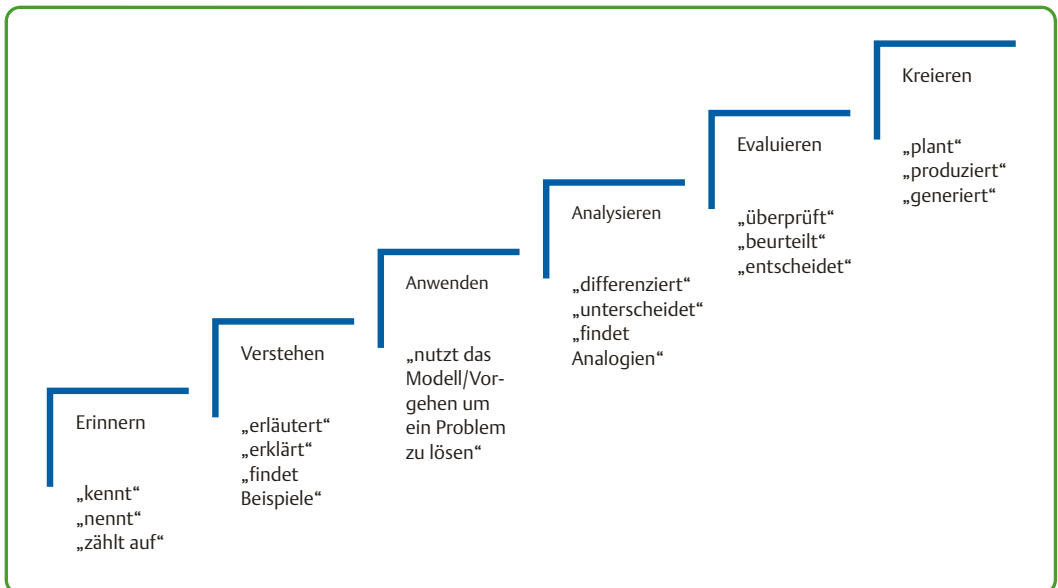 Erinnern
„kennt“
„nennt“
„zählt auf“
Verstehen
„erläutert“
„erklärt“
„findet
Beispiele“
Anwenden
„nutzt das
Modell/Vor-
gehen um
ein Problem
zu lösen“
Analysieren
„differenziert“
„unterscheidet“
„findet
Analogien“
Evaluieren
„überprüft“
„beurteilt“
„entscheidet“
Kreieren
„plant“
„produziert“
„generiert“